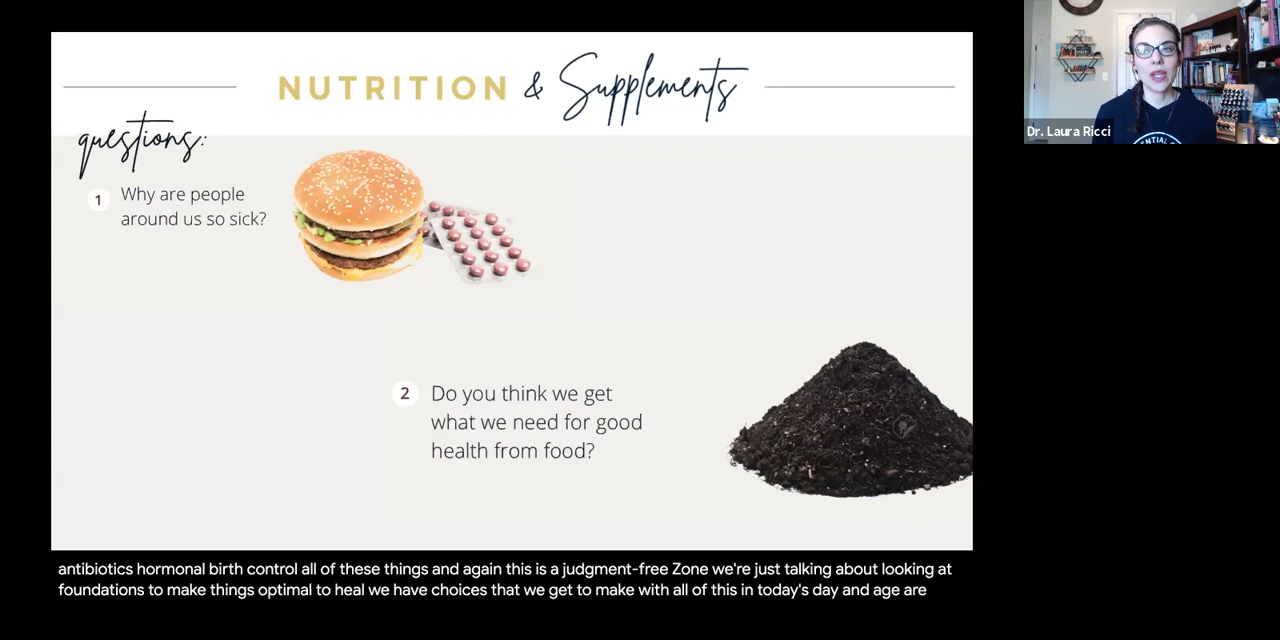 NUTRITION & Supplements
questions:
1 Why are people
around us so sick?
2 Do you think we get
what we need for good
health from food?
Dr. Laura Ricci
antibiotics hormonal birth control all of these things and again this is a judgment-free Zone we're just talking about looking at
foundations to make things optimal to heal we have choices that we get to make with all of this in today's day and age are